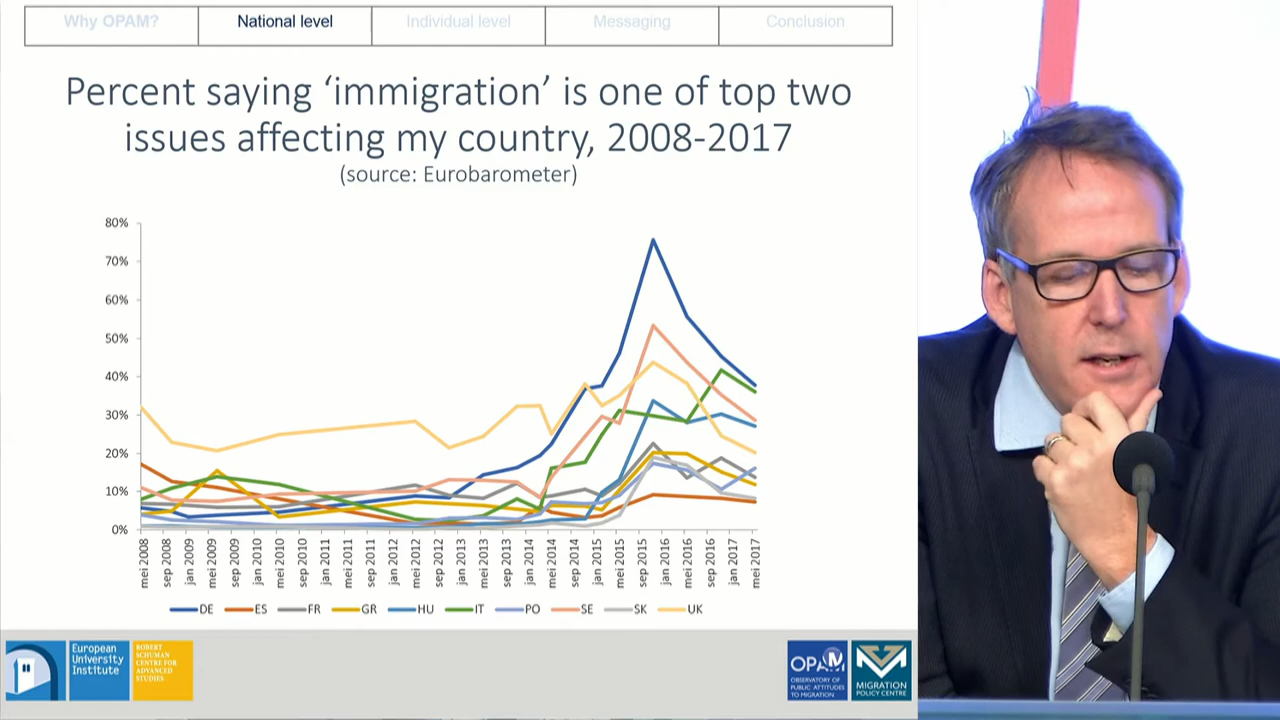 Why OPAM?
National level
Individual level
Messaging
Conclusion
Percent saying ‘immigration’ is one of top two
issues affecting my country, 2008-2017
(source: Eurobarometer)
80%
70%
60%
50%
40%
30%
20%
10%
0%
mei 2008
sep 2008
jan 2009
mei 2009
sep 2009
jan 2010
mei 2010
sep 2010
jan 2011
mei 2011
sep 2011
jan 2012
mei 2012
sep 2012
jan 2013
mei 2013
sep 2013
jan 2014
mei 2014
sep 2014
jan 2015
mei 2015
sep 2015
jan 2016
mei 2016
sep 2016
jan 2017
mei 2017
DE ES FR GR HU IT PO SE SK UK
European
University
Institute
ROBERT
SCHUMAN
CENTRE FOR
ADVANCED
STUDIES
OPAM
OBSERVATORY OF
PUBLIC ATTITUDES
TO MIGRATION
MIGRATION
POLICY CENTRE